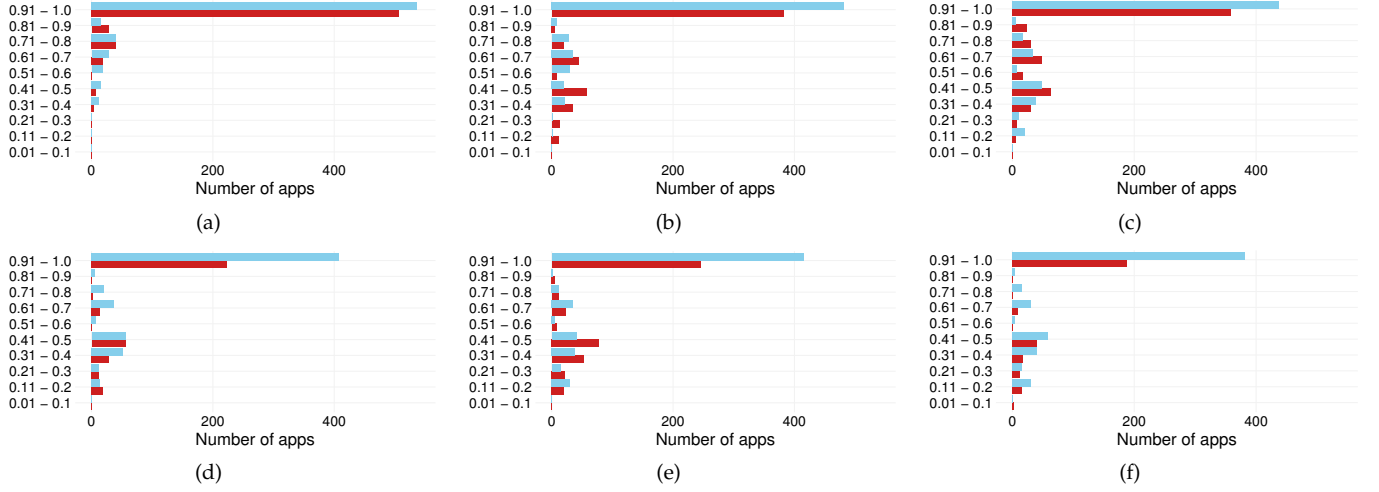 0.91 – 1.0
0.81 – 0.9
0.71 – 0.8
0.61 – 0.7
0.51 – 0.6
0.41 – 0.5
0.31 – 0.4
0.21 – 0.3
0.11 – 0.2
0.01 – 0.1
0 200 400
Number of apps
(a)
0.91 – 1.0
0.81 – 0.9
0.71 – 0.8
0.61 – 0.7
0.51 – 0.6
0.41 – 0.5
0.31 – 0.4
0.21 – 0.3
0.11 – 0.2
0.01 – 0.1
0 200 400
Number of apps
(b)
0.91 – 1.0
0.81 – 0.9
0.71 – 0.8
0.61 – 0.7
0.51 – 0.6
0.41 – 0.5
0.31 – 0.4
0.21 – 0.3
0.11 – 0.2
0.01 – 0.1
0 200 400
Number of apps
(c)
0.91 – 1.0
0.81 – 0.9
0.71 – 0.8
0.61 – 0.7
0.51 – 0.6
0.41 – 0.5
0.31 – 0.4
0.21 – 0.3
0.11 – 0.2
0.01 – 0.1
0 200 400
Number of apps
(d)
0.91 – 1.0
0.81 – 0.9
0.71 – 0.8
0.61 – 0.7
0.51 – 0.6
0.41 – 0.5
0.31 – 0.4
0.21 – 0.3
0.11 – 0.2
0.01 – 0.1
0 200 400
Number of apps
(e)
0.91 – 1.0
0.81 – 0.9
0.71 – 0.8
0.61 – 0.7
0.51 – 0.6
0.41 – 0.5
0.31 – 0.4
0.21 – 0.3
0.11 – 0.2
0.01 – 0.1
0 200 400
Number of apps
(f)